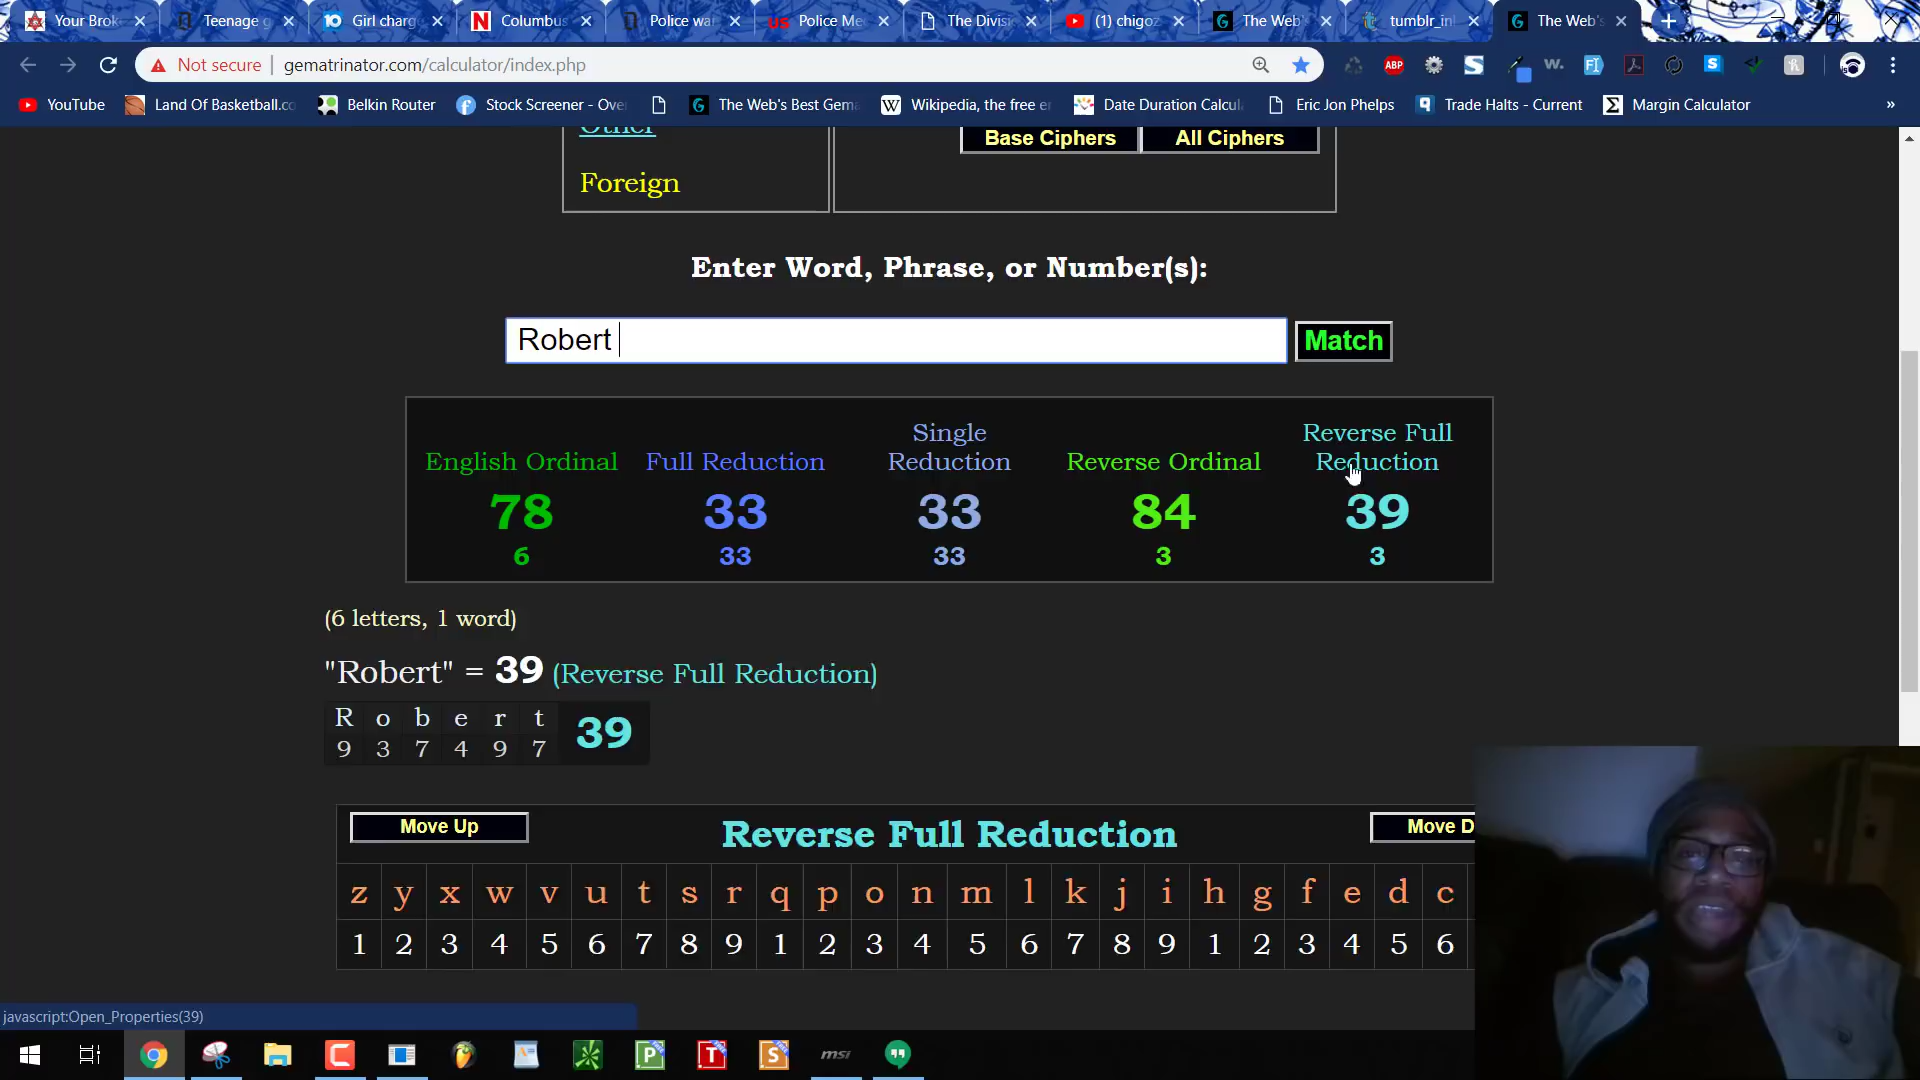 Your Brok
Teenage g
Girl charg
Columbus
Police wa
Police Me
The Divisi
(1) chigoz
The Web'
tumblr_in
The Web's
Not secure
gematrinator.com/calculator/index.php
YouTube
Land Of Basketball.co
Belkin Router
Stock Screener - Over
The Web's Best Gema
Wikipedia, the free en
Date Duration Calcul
Eric Jon Phelps
Trade Halts - Current
Margin Calculator
Other
Foreign
Base Ciphers
All Ciphers
Enter Word, Phrase, or Number(s):
Robert
Match
English Ordinal
78
6
Full Reduction
33
33
Single
Reduction
33
33
Reverse Ordinal
84
3
Reverse Full
Reduction
39
3
(6 letters, 1 word)
"Robert" = 39 (Reverse Full Reduction)
R o b e r t
9 3 7 4 9 7
39
Move Up
Reverse Full Reduction
Move D
z y x w v u t s r q p o n m l k j i h g f e d c
1 2 3 4 5 6 7 8 9 1 2 3 4 5 6 7 8 9 1 2 3 4 5 6
javascript:Open_Properties(39)
msi